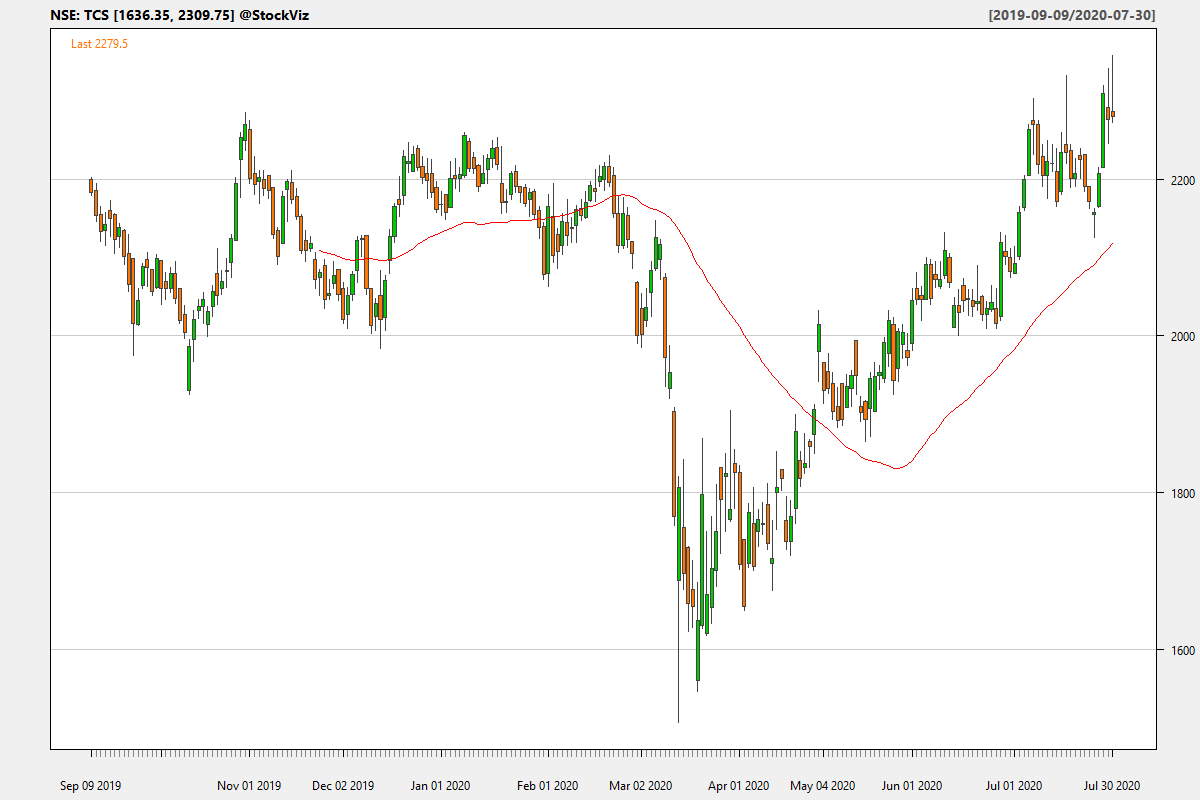 NSE: TCS [1636.35, 2309.75] @StockViz
[2019-09-09/2020-07-30]
Last 2279.5
2200
2000
1800
1600
Sep 09 2019 Nov 01 2019 Dec 02 2019 Jan 01 2020 Feb 01 2020 Mar 02 2020 Apr 01 2020 May 04 2020 Jun 01 2020 Jul 01 2020 Jul 30 2020